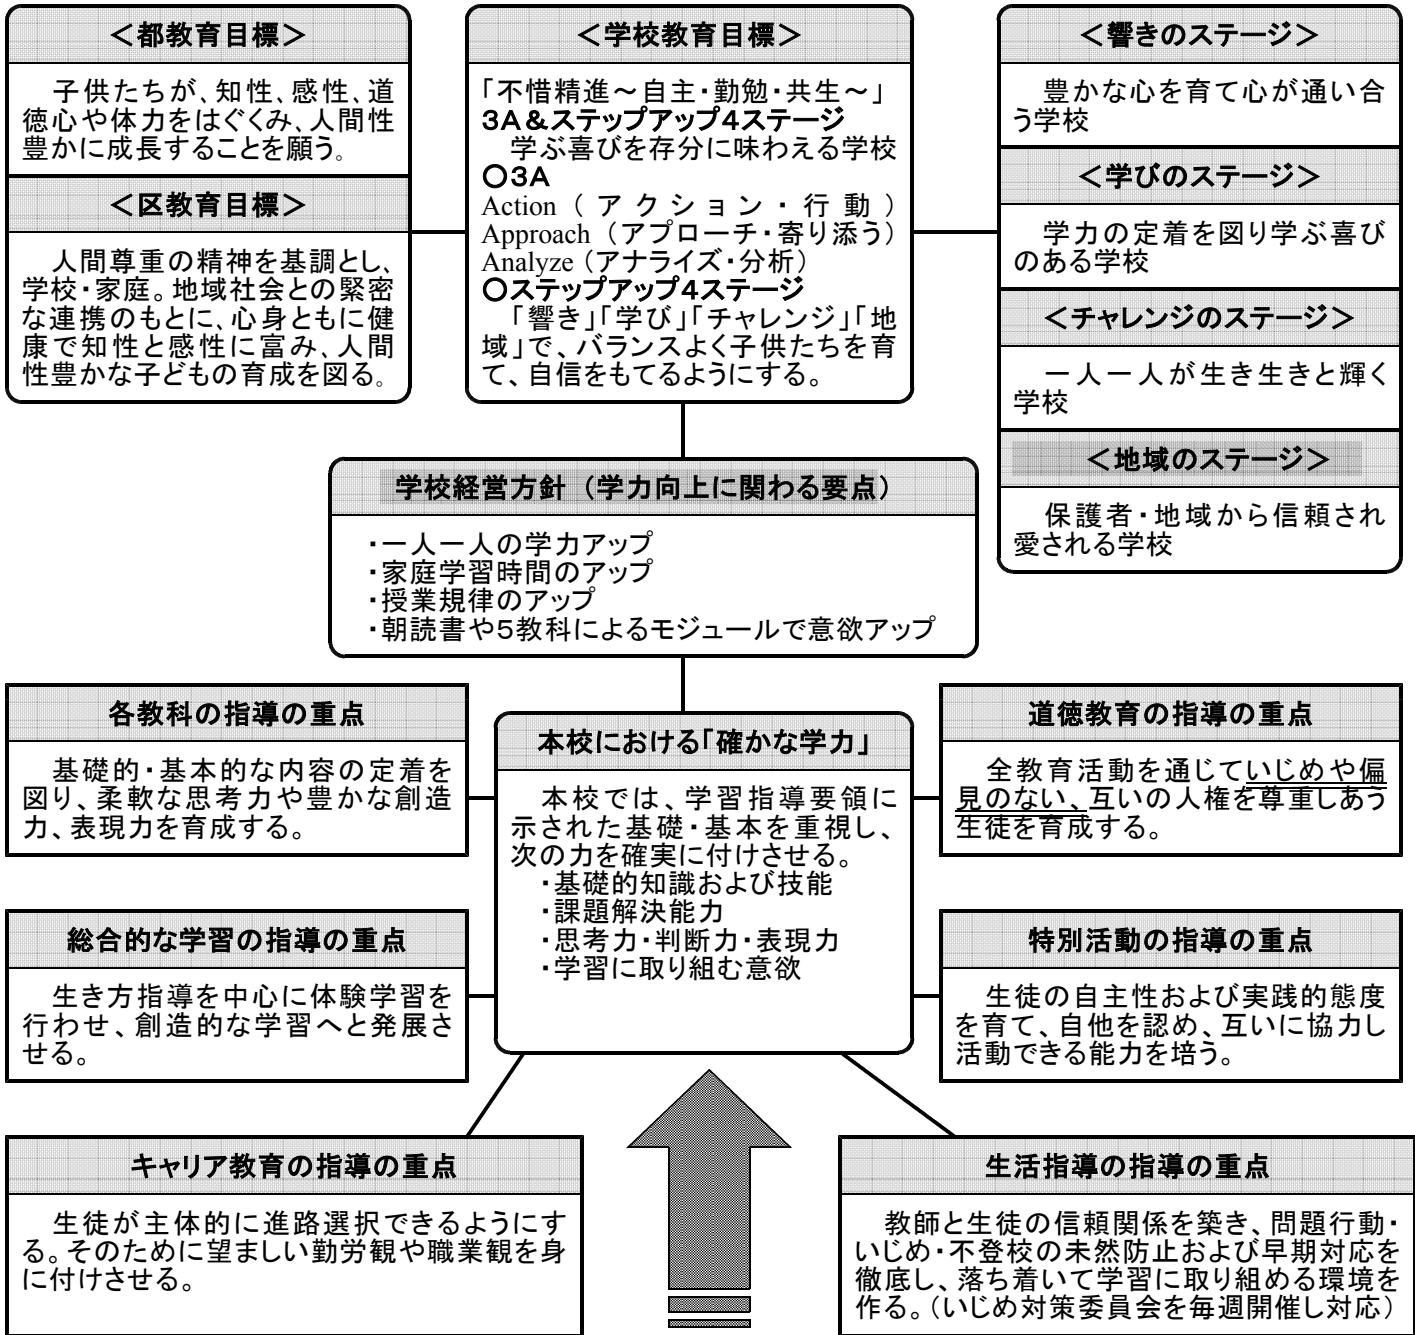 ＜都教育目標＞
子供たちが、知性、感性、道
徳心や体力をはぐくみ、人間性
豊かに成長することを願う。
＜区教育目標＞
人間尊重の精神を基調とし、
学校・家庭。地域社会との緊密
な連携のもとに、心身ともに健
康で知性と感性に富み、人間
性豊かな子どもの育成を図る。
＜学校教育目標＞
「不惜精進～自主・勤勉・共生～」
3A＆ステップアップ4ステージ
学ぶ喜びを存分に味わえる学校
○3A
Action（アクション・行動）
Approach（アプローチ・寄り添う）
Analyze（アナライズ・分析）
○ステップアップ4ステージ
「響き」「学び」「チャレンジ」「地
域」で、バランスよく子供たちを育
て、自信をもてるようにする。
＜響きのステージ＞
豊かな心を育て心が通い合
う学校
＜学びのステージ＞
学力の定着を図り学ぶ喜び
のある学校
＜チャレンジのステージ＞
一人一人が生き生きと輝く
学校
＜地域のステージ＞
保護者・地域から信頼され
愛される学校
学校経営方針（学力向上に関わる要点）
・一人一人の学力アップ
・家庭学習時間のアップ
・授業規律のアップ
・朝読書や5教科によるモジュールで意欲アップ
各教科の指導の重点
基礎的・基本的な内容の定着を
図り、柔軟な思考力や豊かな創造
力、表現力を育成する。
本校における「確かな学力」
本校では、学習指導要領に
示された基礎・基本を重視し、
次の力を確実に付けさせる。
・基礎的知識および技能
・課題解決能力
・思考力・判断力・表現力
・学習に取り組む意欲
道徳教育の指導の重点
全教育活動を通じていじめや偏
見のない、互いの人権を尊重しあう
生徒を育成する。
総合的な学習の指導の重点
生き方指導を中心に体験学習を
行わせ、創造的な学習へと発展さ
せる。
特別活動の指導の重点
生徒の自主性および実践的態度
を育て、自他を認め、互いに協力し
活動できる能力を培う。
キャリア教育の指導の重点
生徒が主体的に進路選択できるようにす
る。そのために望ましい勤労観や職業観を身
に付けさせる。
生活指導の指導の重点
教師と生徒の信頼関係を築き、問題行動・
いじめ・不登校の未然防止および早期対応を
徹底し、落ち着いて学習に取り組める環境を
作る。（いじめ対策委員会を毎週開催し対応）